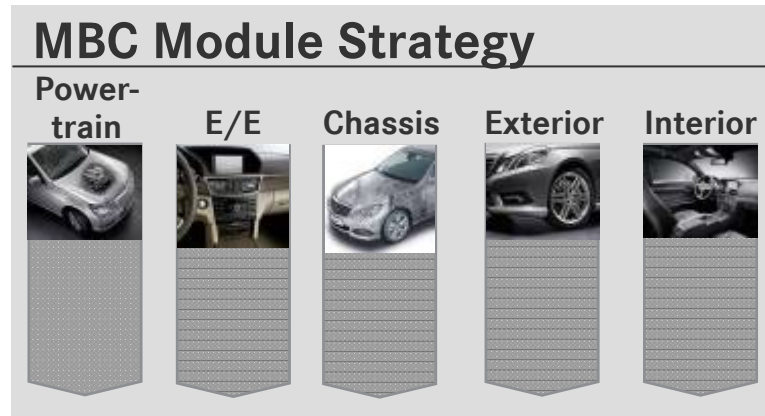 MBC Module Strategy
Power-
train
E/E
Chassis
Exterior
Interior